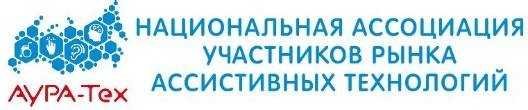 НАЦИОНАЛЬНАЯ АССОЦИАЦИЯ
УЧАСТНИКОВ РЫНКА
АССИСТИВНЫХ ТЕХНОЛОГИЙ
АУРА-Тех